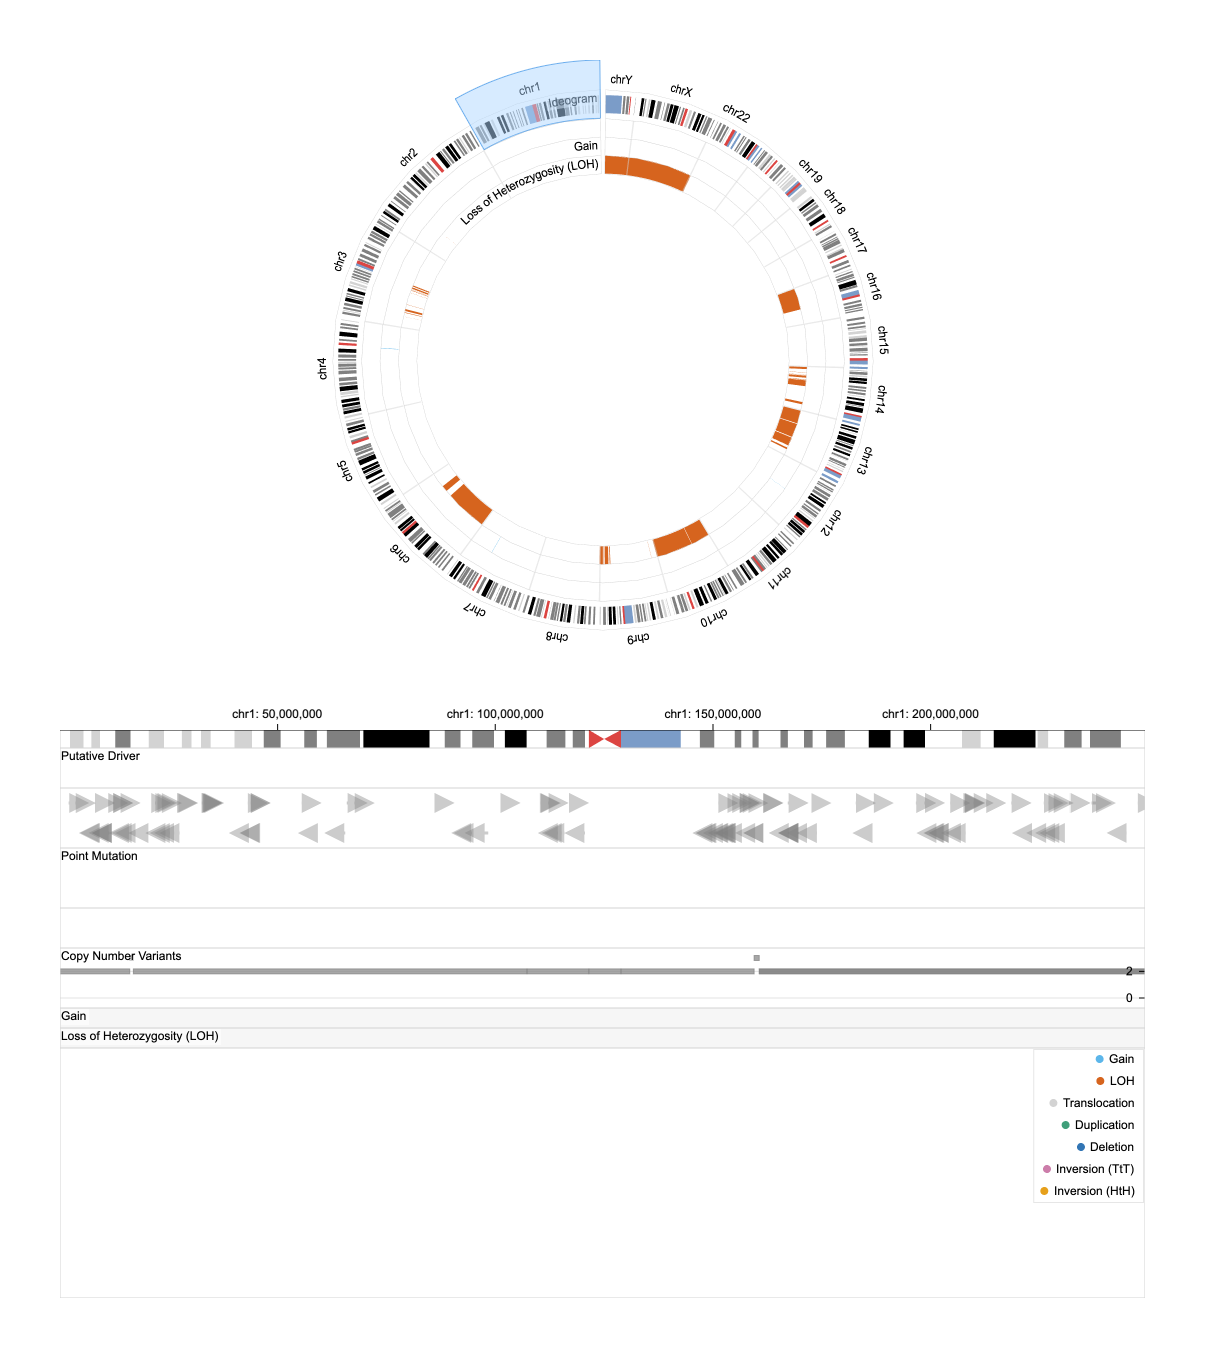 chr1
Ideogram
Gain
Loss of Heterozygosity (LOH)
chrY
chrX
chr22
chr19
chr18
chr17
chr16
chr15
chr14
chr13
chr12
chr11
chr10
chr9
chr8
chr7
chr6
chr5
chr4
chr3
chr2
chr1: 50,000,000 chr1: 100,000,000 chr1: 150,000,000 chr1: 200,000,000
Putative Driver
Point Mutation
Copy Number Variants
2
0
Gain
Loss of Heterozygosity (LOH)
Gain
LOH
Translocation
Duplication
Deletion
Inversion (TtT)
Inversion (HtH)